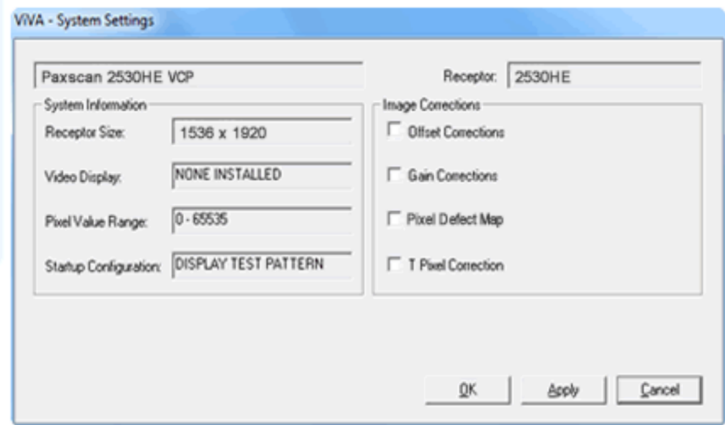 ViVA - System Settings
Paxscan 2530HE VCP
Receptor: 2530HE
System Information
Receptor Size: 1536 x 1920
Video Display: NONE INSTALLED
Pixel Value Range: 0 - 65535
Startup Configuration: DISPLAY TEST PATTERN
Image Corrections
Offset Corrections
Gain Corrections
Pixel Defect Map
T Pixel Correction
OK Apply Cancel